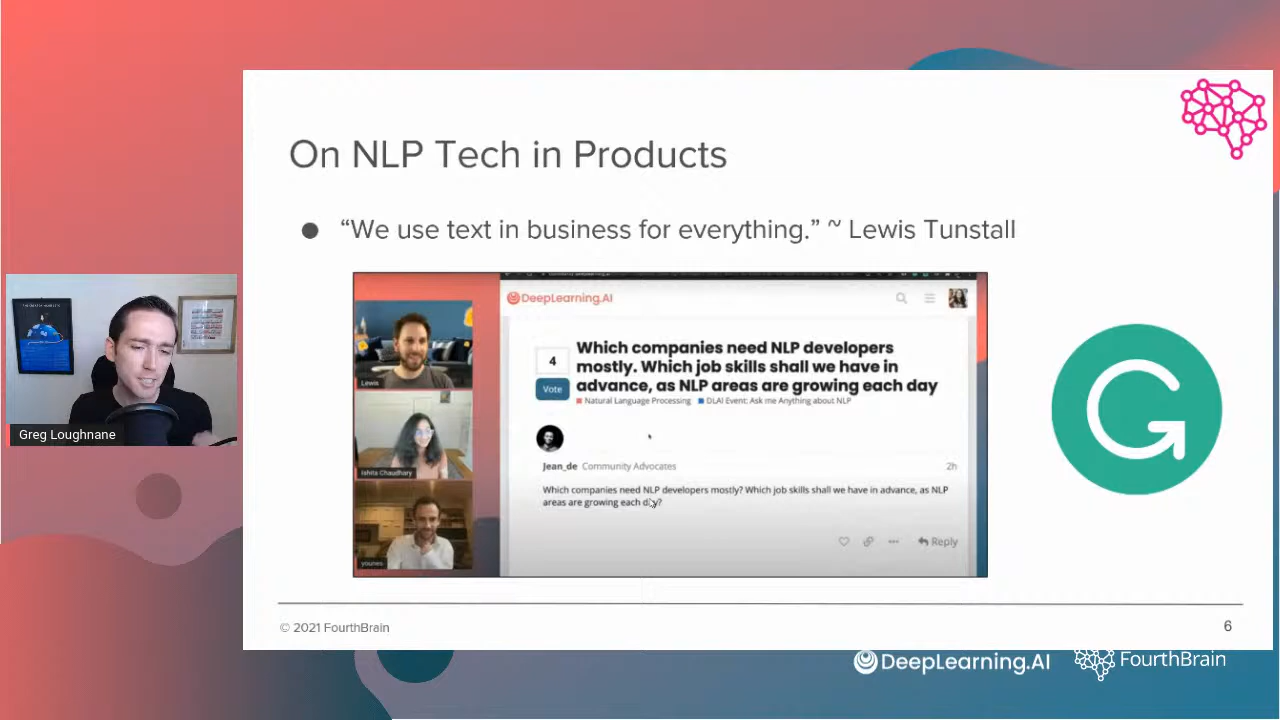 On NLP Tech in Products
● “We use text in business for everything.” ~ Lewis Tunstall
DeepLearning.AI
Lewis
4
Vote
Which companies need NLP developers
mostly. Which job skills shall we have in
advance, as NLP areas are growing each day
Natural Language Processing DLAI Event: Ask me Anything about NLP
Ishita Chaudhary
Jean_de Community Advocates 2h
Which companies need NLP developers mostly? Which job skills shall we have in advance, as NLP
areas are growing each day?
Reply
younes
G
Greg Loughnane
© 2021 FourthBrain
6
DeepLearning.AI FourthBrain